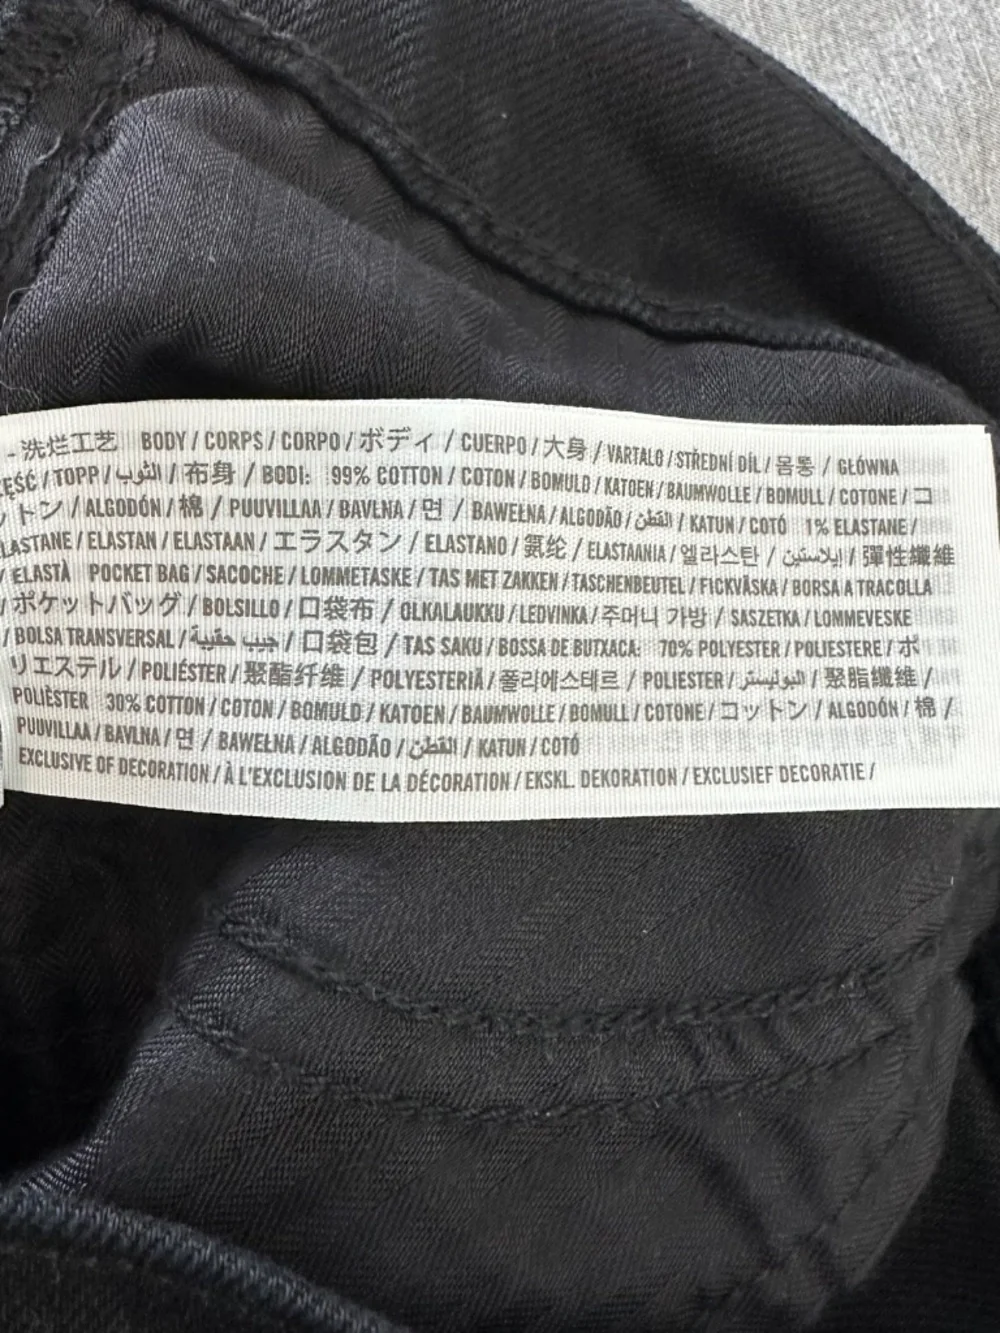 - 洗烂工艺 BODY / CORPS / CORPO / ボディ / CUERPO / 大身 / VARTALO / STŘEDNÍ DÍL / 몸통 / GŁÓWNA
CZĘŚĆ / TOPP / الثوب / 布身 / BODI: 99% COTTON / COTON / BOMULD / KATOEN / BAUMWOLLE / BOMULL / COTONE / コ
ットン / ALGODÓN / 棉 / PUUVILLAA / BAVLNA / 면 / BAWEŁNA / ALGODÃO / القطن / KATUN / COTÓ 1% ELASTANE /
ELASTANE / ELASTAN / ELASTAAN / エラスタン / ELASTANO / 氨纶 / ELASTAANIA / 엘라스탄 / إيلاستين / 彈性纖維
/ ELASTÀ POCKET BAG / SACOCHE / LOMMETASKE / TAS MET ZAKKEN / TASCHENBEUTEL / FICKVÄSKA / BORSA A TRACOLLA
/ ポケットバッグ / BOLSILLO / 口袋布 / OLKALAUKKU / LEDVINKA / 주머니 가방 / SASZETKA / LOMMEVESKE
/ BOLSA TRANSVERSAL / جيب حقيبة / 口袋包 / TAS SAKU / BOSSA DE BUTXACA: 70% POLYESTER / POLIESTERE / ポ
リエステル / POLIÉSTER / 聚酯纤维 / POLYESTERIÄ / 폴리에스테르 / POLIESTER / البوليستر / 聚脂纖維 /
POLIÈSTER 30% COTTON / COTON / BOMULD / KATOEN / BAUMWOLLE / BOMULL / COTONE / コットン / ALGODÓN / 棉 /
PUUVILLAA / BAVLNA / 면 / BAWEŁNA / ALGODÃO / القطن / KATUN / COTÓ
EXCLUSIVE OF DECORATION / À L'EXCLUSION DE LA DÉCORATION / EKSKL. DEKORATION / EXCLUSIEF DECORATIE /